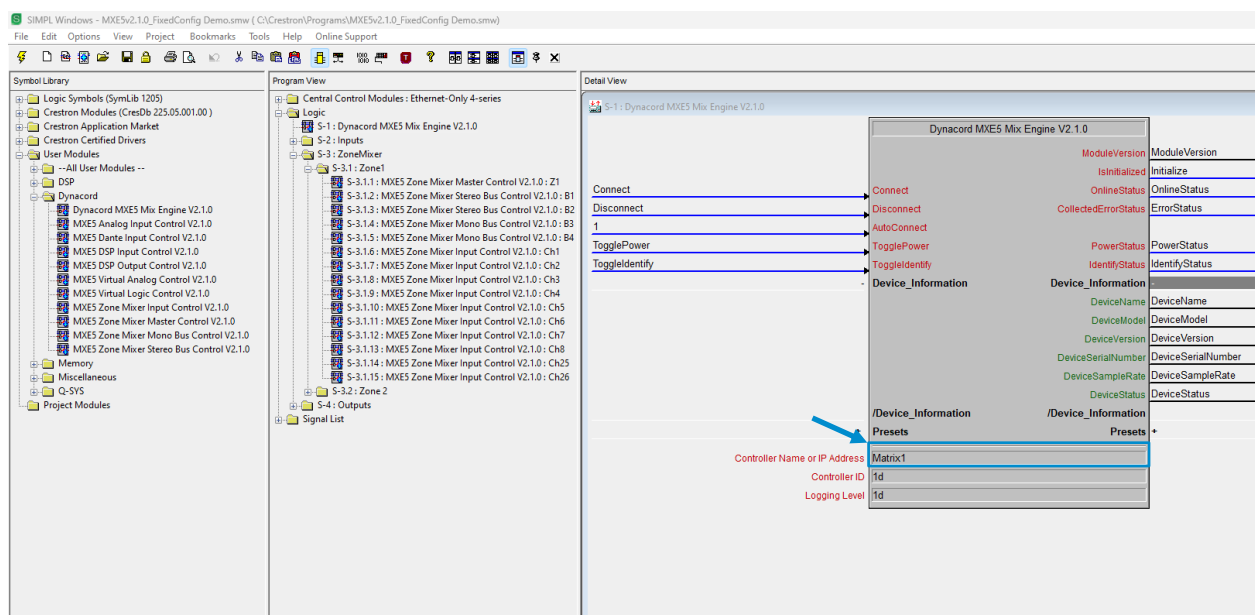 SIMPL Windows - MXE5v2.1.0_FixedConfig Demo.smw ( C:\Crestron\Programs\MXE5v2.1.0_FixedConfig Demo.smw)
File Edit Options View Project Bookmarks Tools Help Online Support
Symbol Library
Logic Symbols (SymLib 1205)
Crestron Modules (CresDb 225.05.001.00 )
Crestron Application Market
Crestron Certified Drivers
User Modules
--All User Modules --
DSP
Dynacord
Dynacord MXE5 Mix Engine V2.1.0
MXE5 Analog Input Control V2.1.0
MXE5 Dante Input Control V2.1.0
MXE5 DSP Input Control V2.1.0
MXE5 DSP Output Control V2.1.0
MXE5 Virtual Analog Control V2.1.0
MXE5 Virtual Logic Control V2.1.0
MXE5 Zone Mixer Input Control V2.1.0
MXE5 Zone Mixer Master Control V2.1.0
MXE5 Zone Mixer Mono Bus Control V2.1.0
MXE5 Zone Mixer Stereo Bus Control V2.1.0
Memory
Miscellaneous
Q-SYS
Project Modules
Program View
Central Control Modules : Ethernet-Only 4-series
Logic
S-1 : Dynacord MXE5 Mix Engine V2.1.0
S-2 : Inputs
S-3 : ZoneMixer
S-3.1 : Zone1
S-3.1.1 : MXE5 Zone Mixer Master Control V2.1.0 : Z1
S-3.1.2 : MXE5 Zone Mixer Stereo Bus Control V2.1.0 : B1
S-3.1.3 : MXE5 Zone Mixer Stereo Bus Control V2.1.0 : B2
S-3.1.4 : MXE5 Zone Mixer Mono Bus Control V2.1.0 : B3
S-3.1.5 : MXE5 Zone Mixer Mono Bus Control V2.1.0 : B4
S-3.1.6 : MXE5 Zone Mixer Input Control V2.1.0 : Ch1
S-3.1.7 : MXE5 Zone Mixer Input Control V2.1.0 : Ch2
S-3.1.8 : MXE5 Zone Mixer Input Control V2.1.0 : Ch3
S-3.1.9 : MXE5 Zone Mixer Input Control V2.1.0 : Ch4
S-3.1.10 : MXE5 Zone Mixer Input Control V2.1.0 : Ch5
S-3.1.11 : MXE5 Zone Mixer Input Control V2.1.0 : Ch6
S-3.1.12 : MXE5 Zone Mixer Input Control V2.1.0 : Ch7
S-3.1.13 : MXE5 Zone Mixer Input Control V2.1.0 : Ch8
S-3.1.14 : MXE5 Zone Mixer Input Control V2.1.0 : Ch25
S-3.1.15 : MXE5 Zone Mixer Input Control V2.1.0 : Ch26
S-3.2 : Zone 2
S-4 : Outputs
Signal List
Detail View
S-1 : Dynacord MXE5 Mix Engine V2.1.0
Dynacord MXE5 Mix Engine V2.1.0
ModuleVersion ModuleVersion
IsInitialized Initialize
Connect Connect OnlineStatus OnlineStatus
Disconnect Disconnect CollectedErrorStatus ErrorStatus
1 AutoConnect
TogglePower TogglePower PowerStatus PowerStatus
ToggleIdentify ToggleIdentify IdentifyStatus IdentifyStatus
- Device_Information Device_Information -
DeviceName DeviceName
DeviceModel DeviceModel
DeviceVersion DeviceVersion
DeviceSerialNumber DeviceSerialNumber
DeviceSampleRate DeviceSampleRate
DeviceStatus DeviceStatus
/Device_Information /Device_Information
+ Presets Presets +
Controller Name or IP Address Matrix1
Controller ID 1d
Logging Level 1d